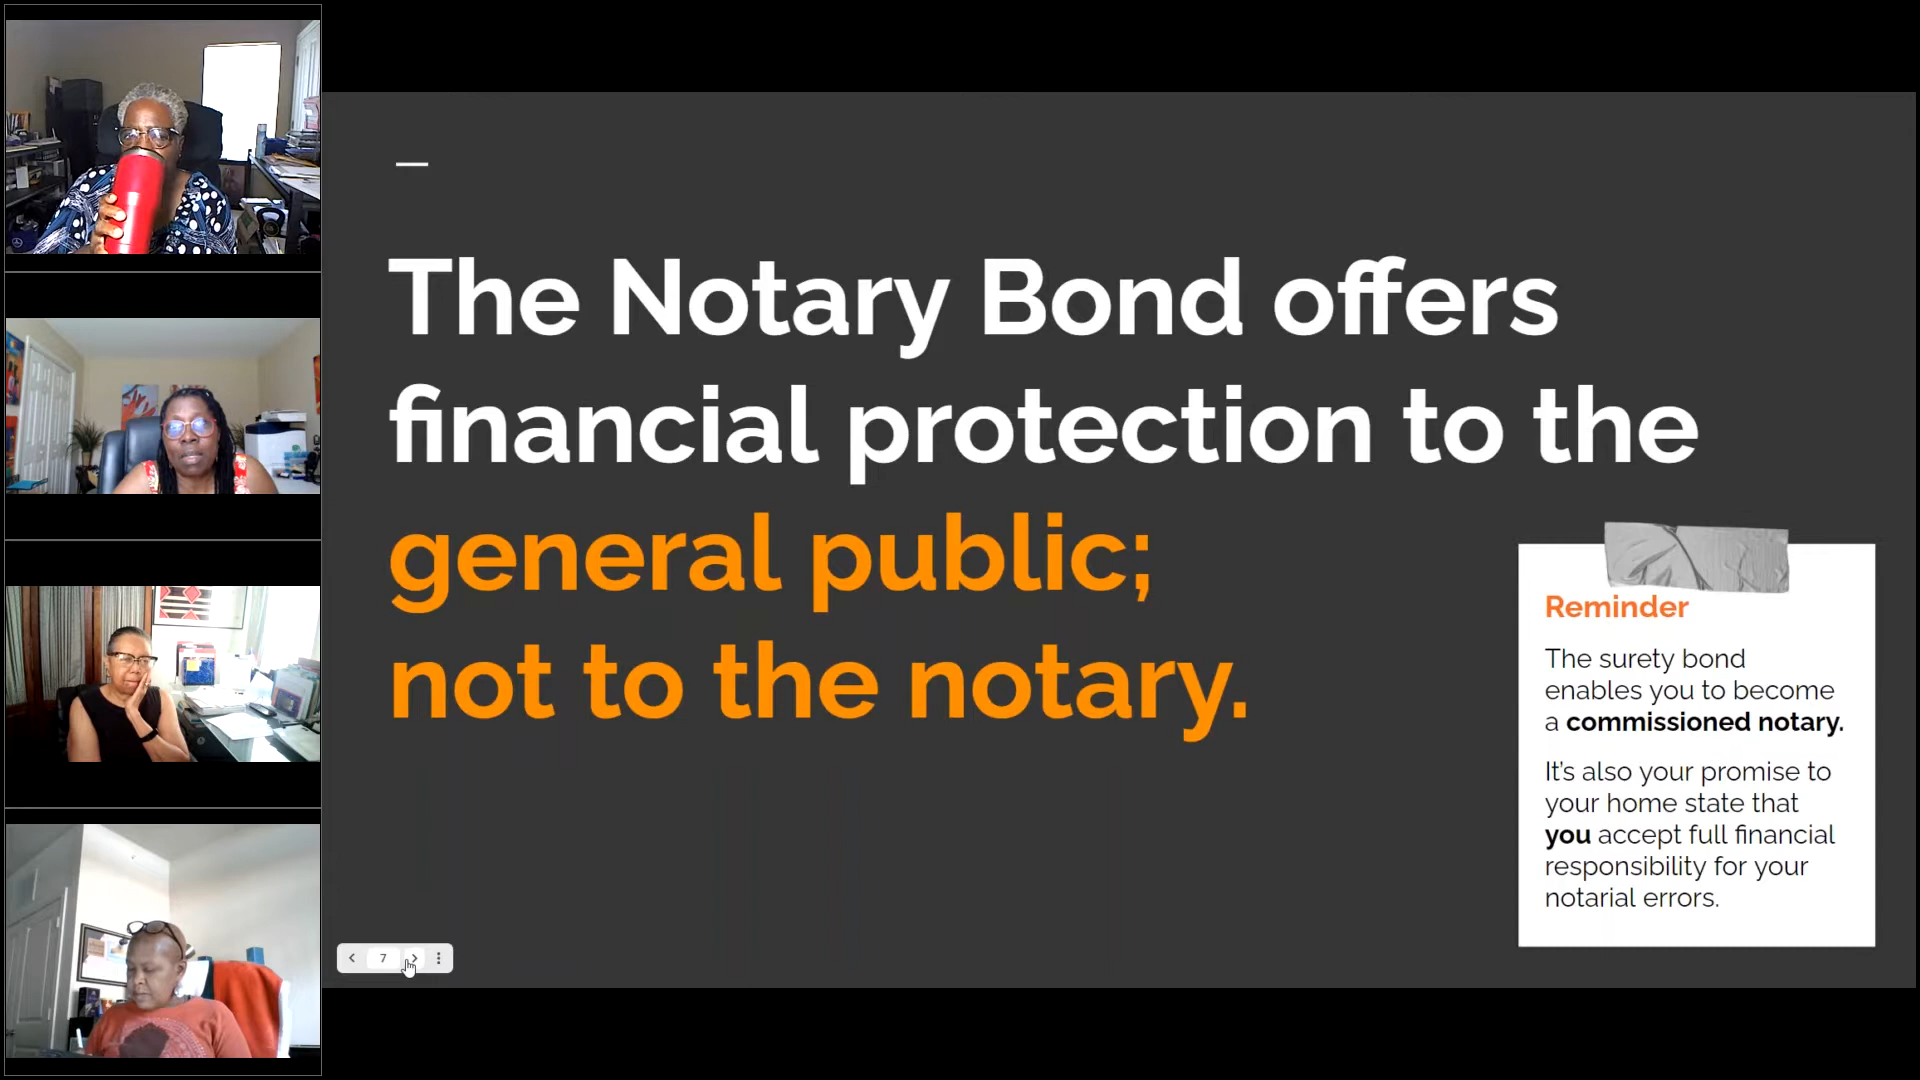 The Notary Bond offers
financial protection to the
general public;
not to the notary.
Reminder
The surety bond
enables you to become
a commissioned notary.
It's also your promise to
your home state that
you accept full financial
responsibility for your
notarial errors.
7